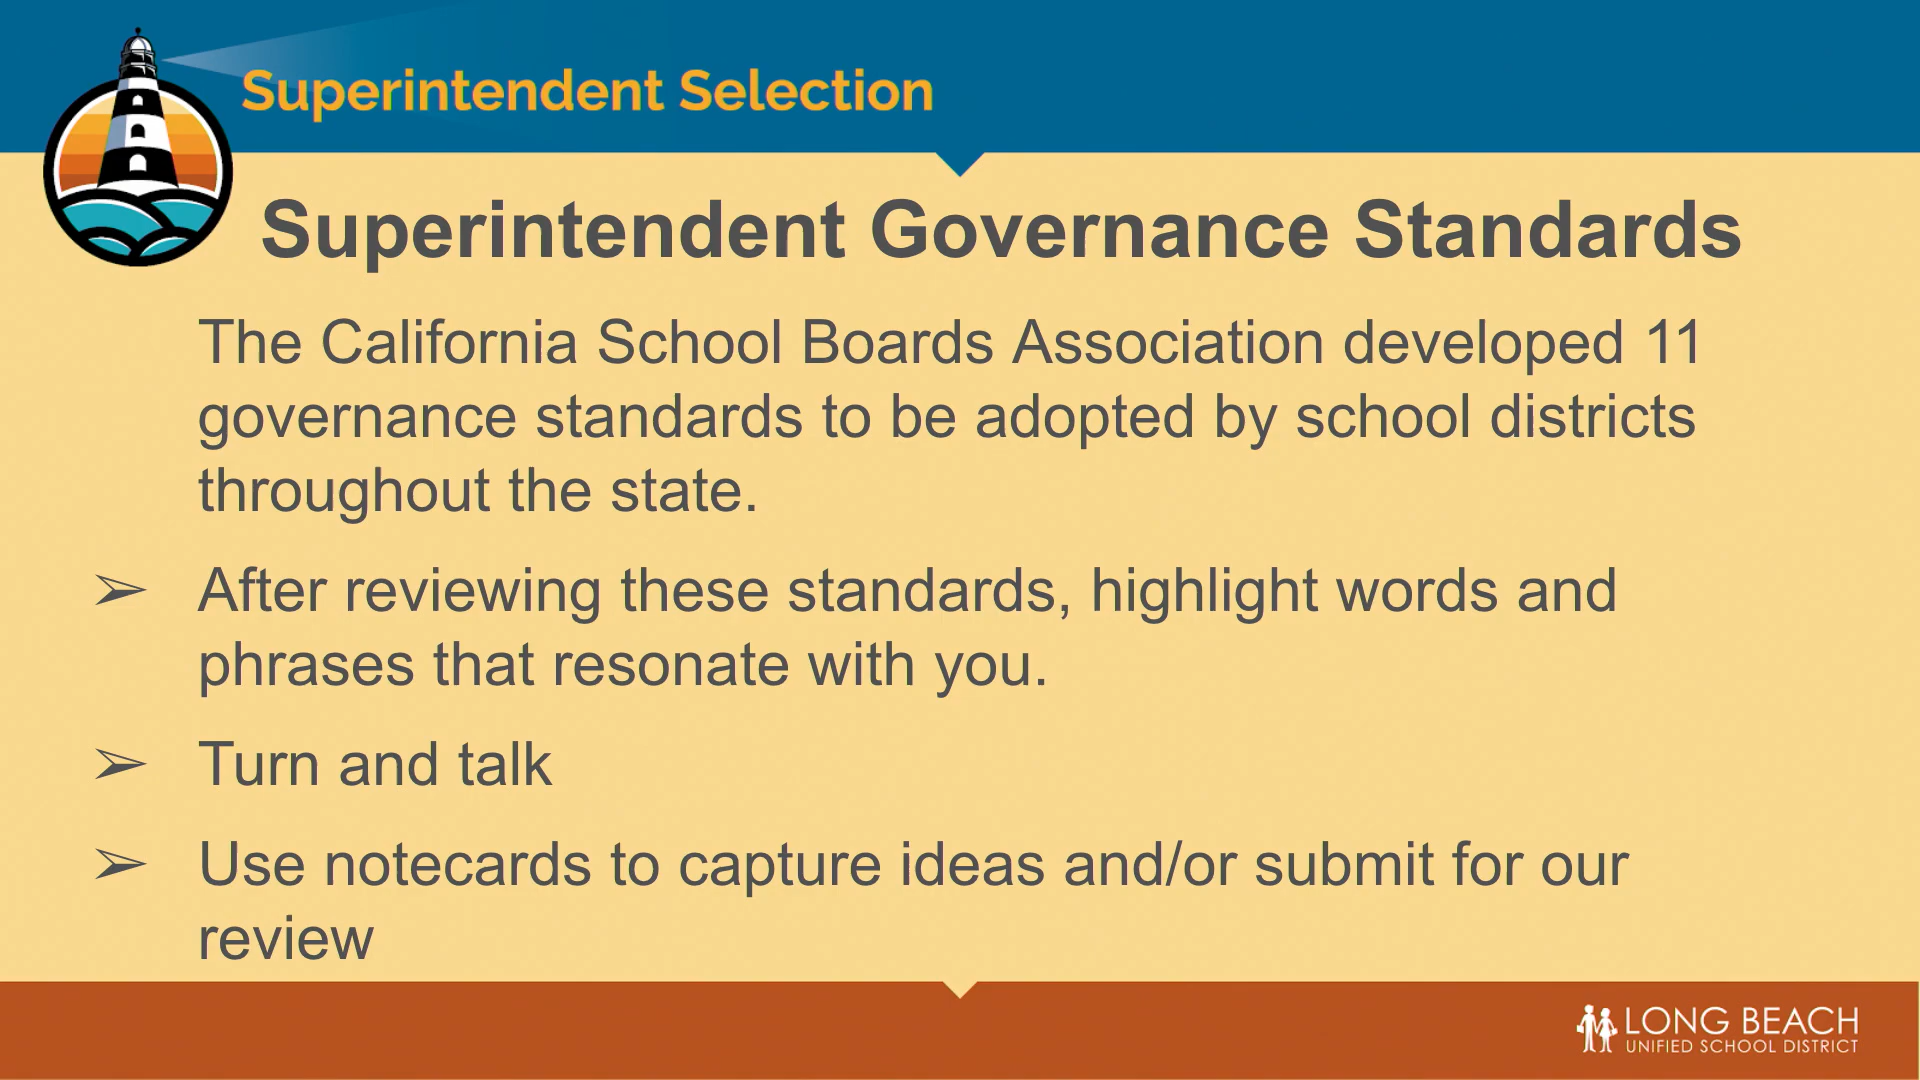 Superintendent Selection
Superintendent Governance Standards
The California School Boards Association developed 11
governance standards to be adopted by school districts
throughout the state.
➢ After reviewing these standards, highlight words and
phrases that resonate with you.
➢ Turn and talk
➢ Use notecards to capture ideas and/or submit for our
review
LONG BEACH
UNIFIED SCHOOL DISTRICT